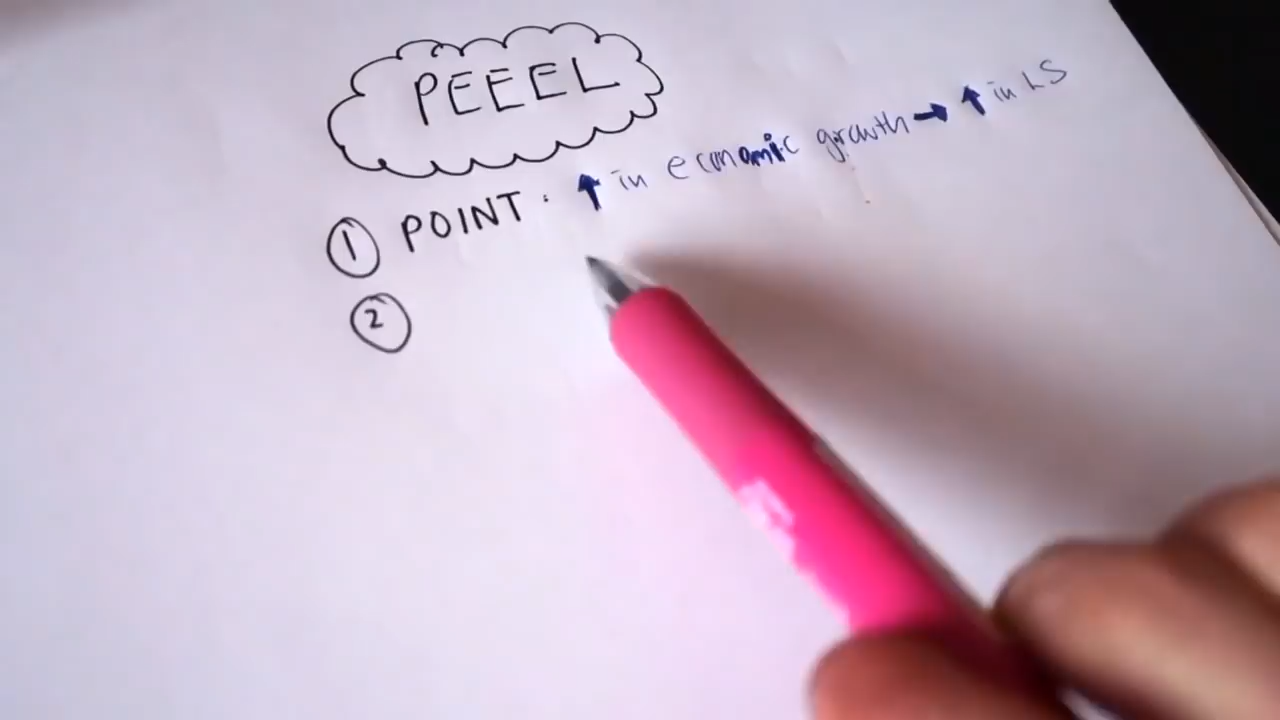 PEEEL
① POINT : ↑ in economic growth → ↑ in LS
②